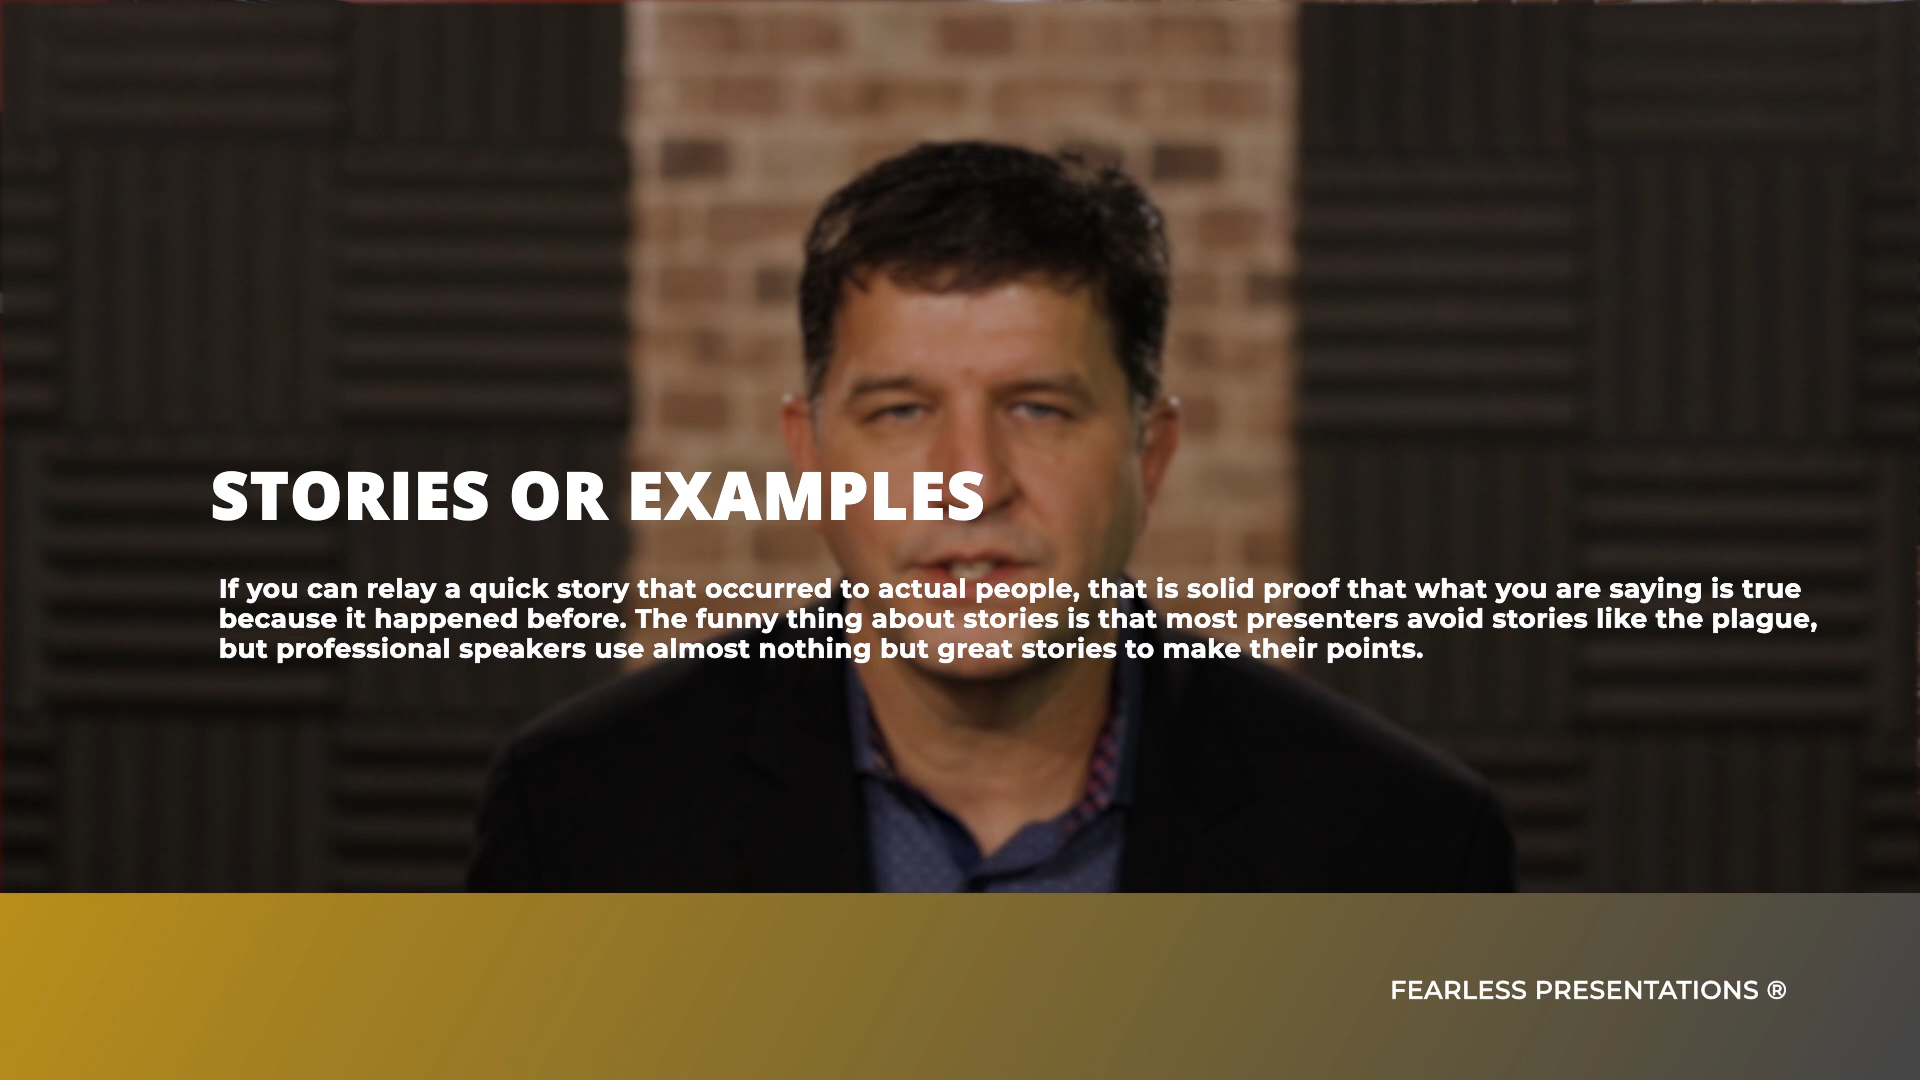 STORIES OR EXAMPLES
If you can relay a quick story that occurred to actual people, that is solid proof that what you are saying is true
because it happened before. The funny thing about stories is that most presenters avoid stories like the plague,
but professional speakers use almost nothing but great stories to make their points.
FEARLESS PRESENTATIONS ®